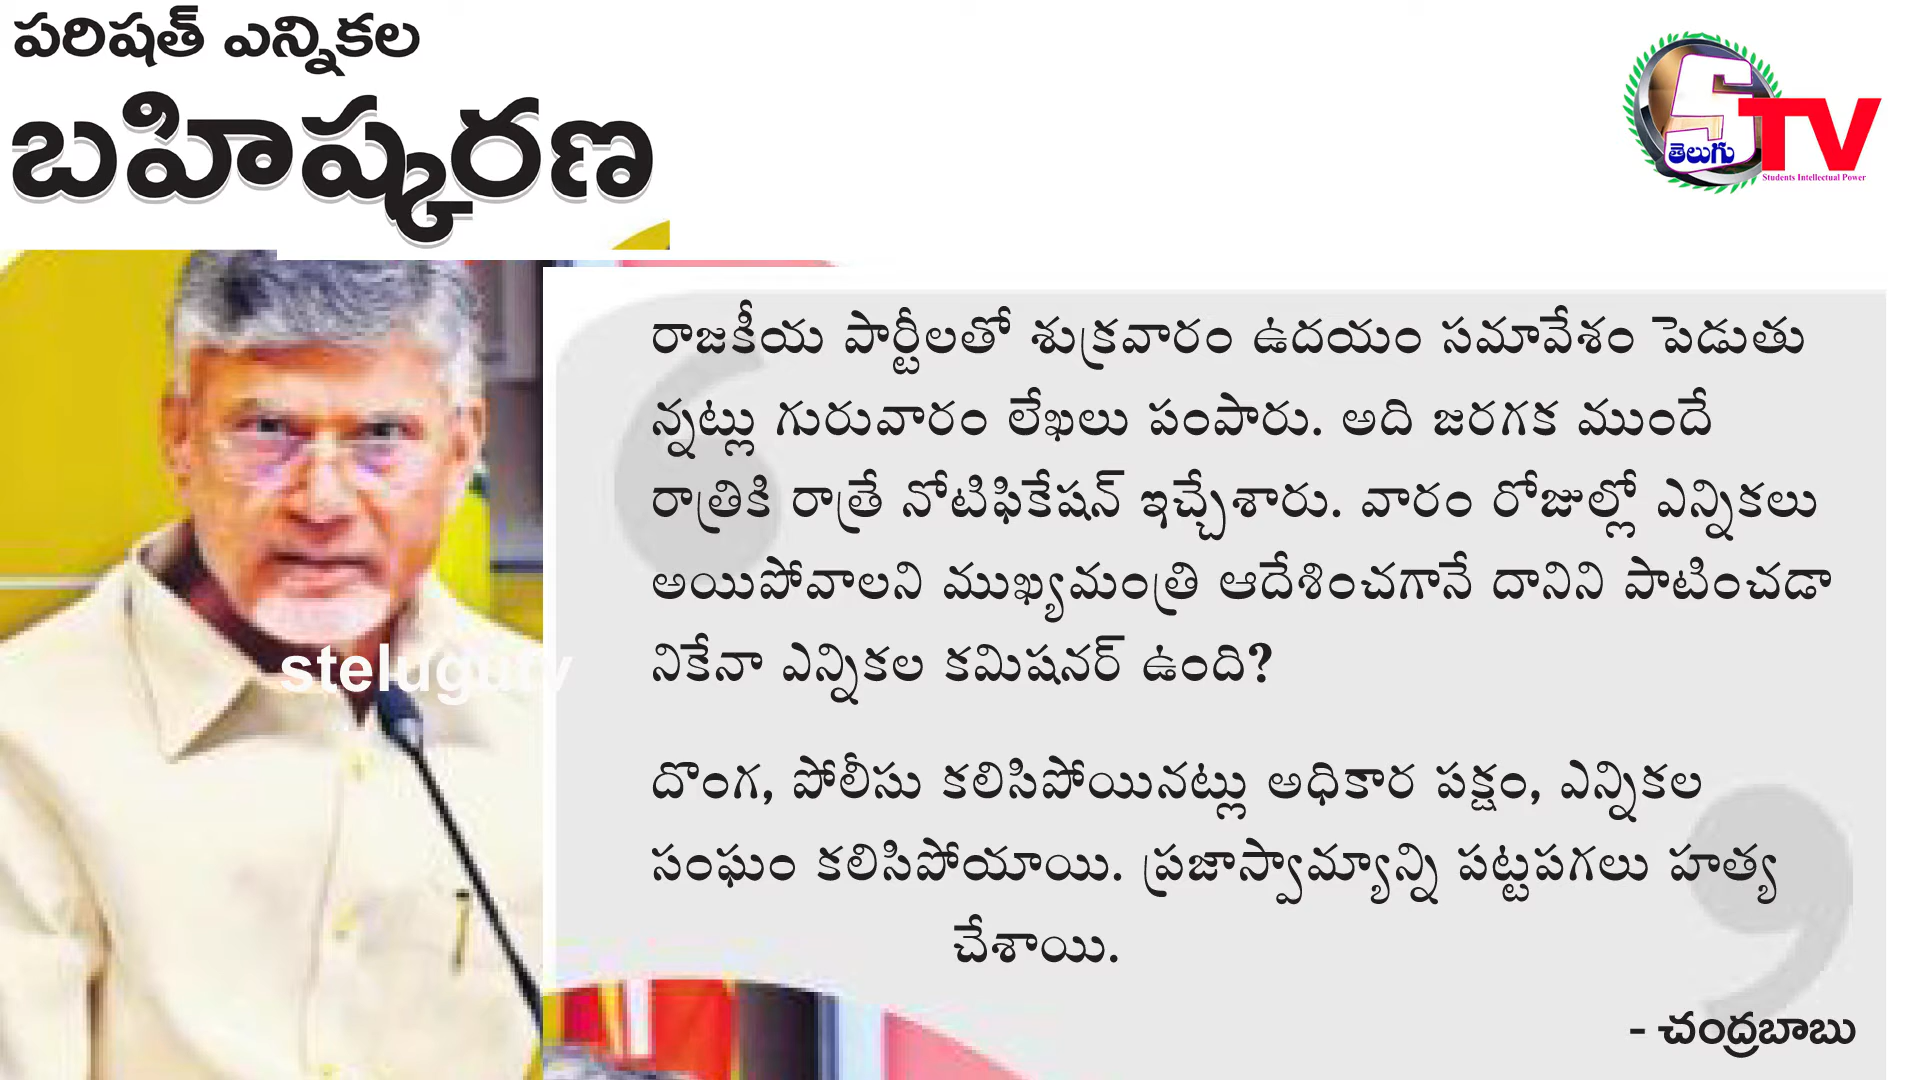 పరిషత్ ఎన్నికల
బహిష్కరణ
S
తెలుగు
TV
Students Intellectual Power
రాజకీయ పార్టీలతో శుక్రవారం ఉదయం సమావేశం పెడుతు
న్నట్లు గురువారం లేఖలు పంపారు. అది జరగక ముందే
రాత్రికి రాత్రే నోటిఫికేషన్ ఇచ్చేశారు. వారం రోజుల్లో ఎన్నికలు
అయిపోవాలని ముఖ్యమంత్రి ఆదేశించగానే దానిని పాటించడా
నికేనా ఎన్నికల కమిషనర్ ఉంది?
దొంగ, పోలీసు కలిసిపోయినట్లు అధికార పక్షం, ఎన్నికల
సంఘం కలిసిపోయాయి. ప్రజాస్వామ్యాన్ని పట్టపగలు హత్య
చేశాయి.
- చంద్రబాబు
stelugutv